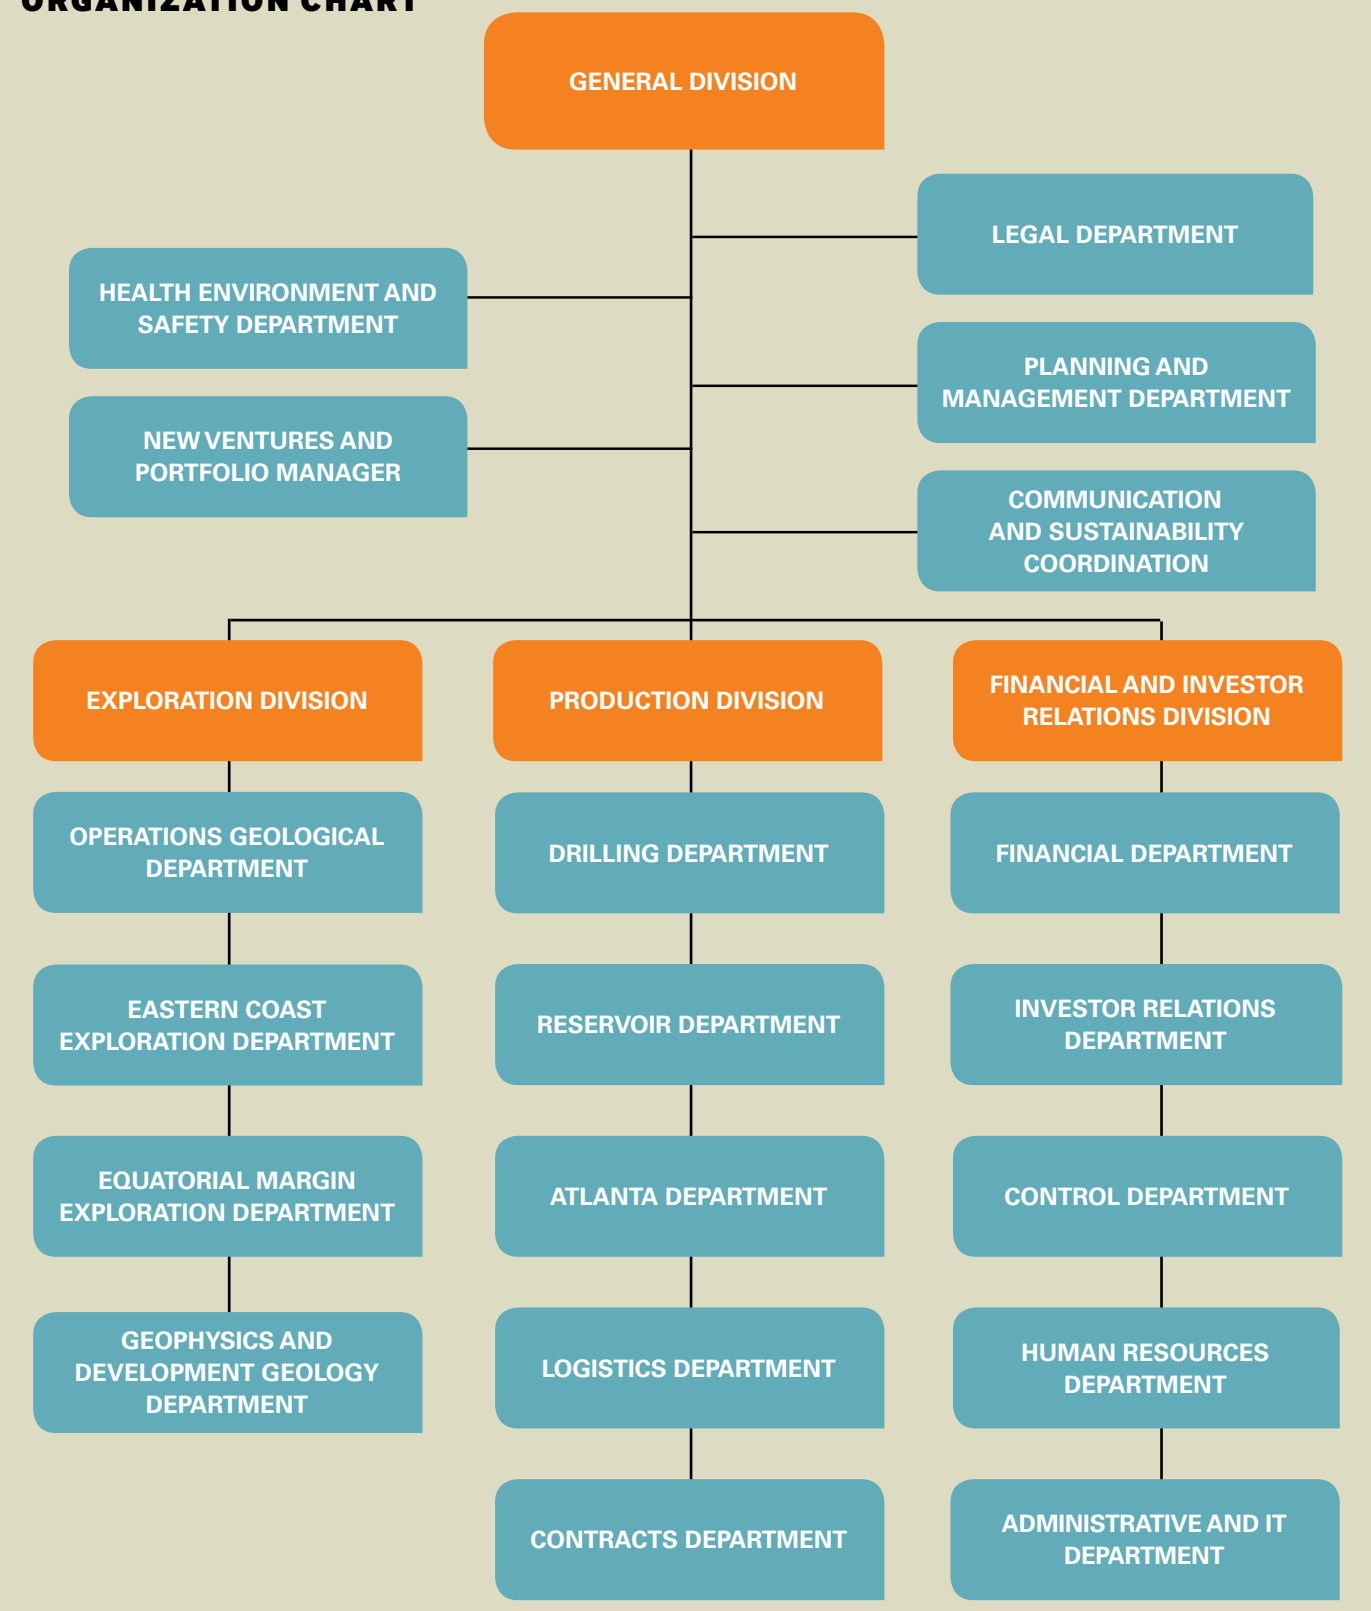 ORGANIZATION CHART
GENERAL DIVISION
LEGAL DEPARTMENT
HEALTH ENVIRONMENT AND
SAFETY DEPARTMENT
PLANNING AND
MANAGEMENT DEPARTMENT
NEW VENTURES AND
PORTFOLIO MANAGER
COMMUNICATION
AND SUSTAINABILITY
COORDINATION
EXPLORATION DIVISION
PRODUCTION DIVISION
FINANCIAL AND INVESTOR
RELATIONS DIVISION
OPERATIONS GEOLOGICAL
DEPARTMENT
DRILLING DEPARTMENT
FINANCIAL DEPARTMENT
EASTERN COAST
EXPLORATION DEPARTMENT
RESERVOIR DEPARTMENT
INVESTOR RELATIONS
DEPARTMENT
EQUATORIAL MARGIN
EXPLORATION DEPARTMENT
ATLANTA DEPARTMENT
CONTROL DEPARTMENT
GEOPHYSICS AND
DEVELOPMENT GEOLOGY
DEPARTMENT
LOGISTICS DEPARTMENT
HUMAN RESOURCES
DEPARTMENT
CONTRACTS DEPARTMENT
ADMINISTRATIVE AND IT
DEPARTMENT